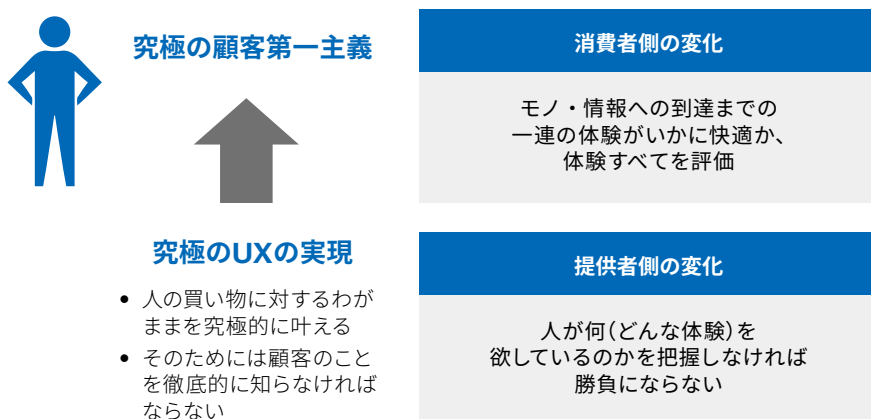 究極の顧客第一主義
究極のUXの実現
• 人の買い物に対するわが
ままを究極的に叶える
• そのためには顧客のこと
を徹底的に知らなければ
ならない
消費者側の変化
モノ・情報への到達までの
一連の体験がいかに快適か、
体験すべてを評価
提供者側の変化
人が何(どんな体験)を
欲しているのかを把握しなければ
勝負にならない